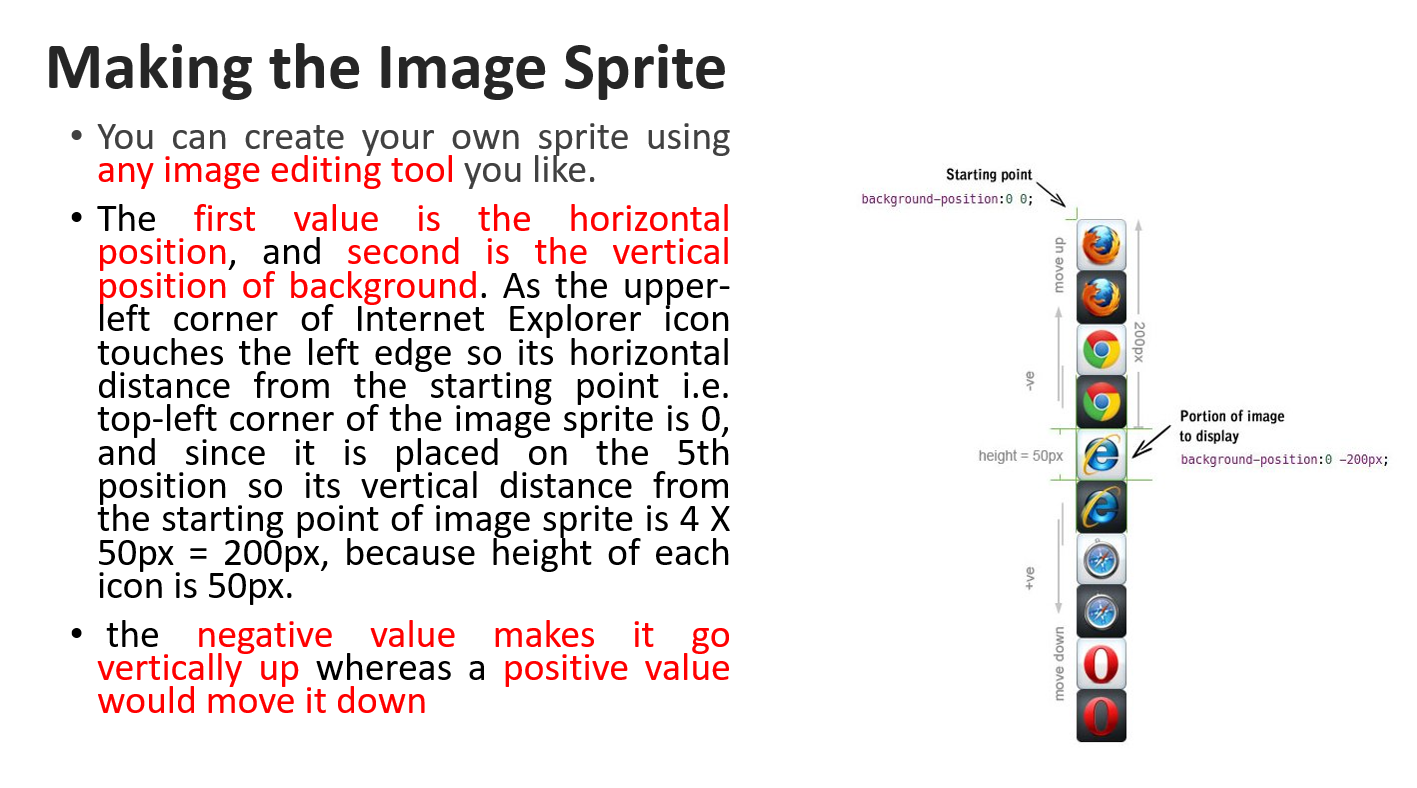 Making the Image Sprite
• You can create your own sprite using
any image editing tool you like.
• The first value is the horizontal
position, and second is the vertical
position of background. As the upper-
left corner of Internet Explorer icon
touches the left edge so its horizontal
distance from the starting point i.e.
top-left corner of the image sprite is 0,
and since it is placed on the 5th
position so its vertical distance from
the starting point of image sprite is 4 X
50px = 200px, because height of each
icon is 50px.
• the negative value makes it go
vertically up whereas a positive value
would move it down
Starting point
background-position:0 0;
move up
200px
-ve
Portion of image
to display
background-position:0 -200px;
height = 50px
+ve
move down